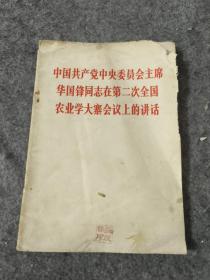 中国共产党中央委员会主席
华国锋同志在第二次全国
农业学大寨会议上的讲话